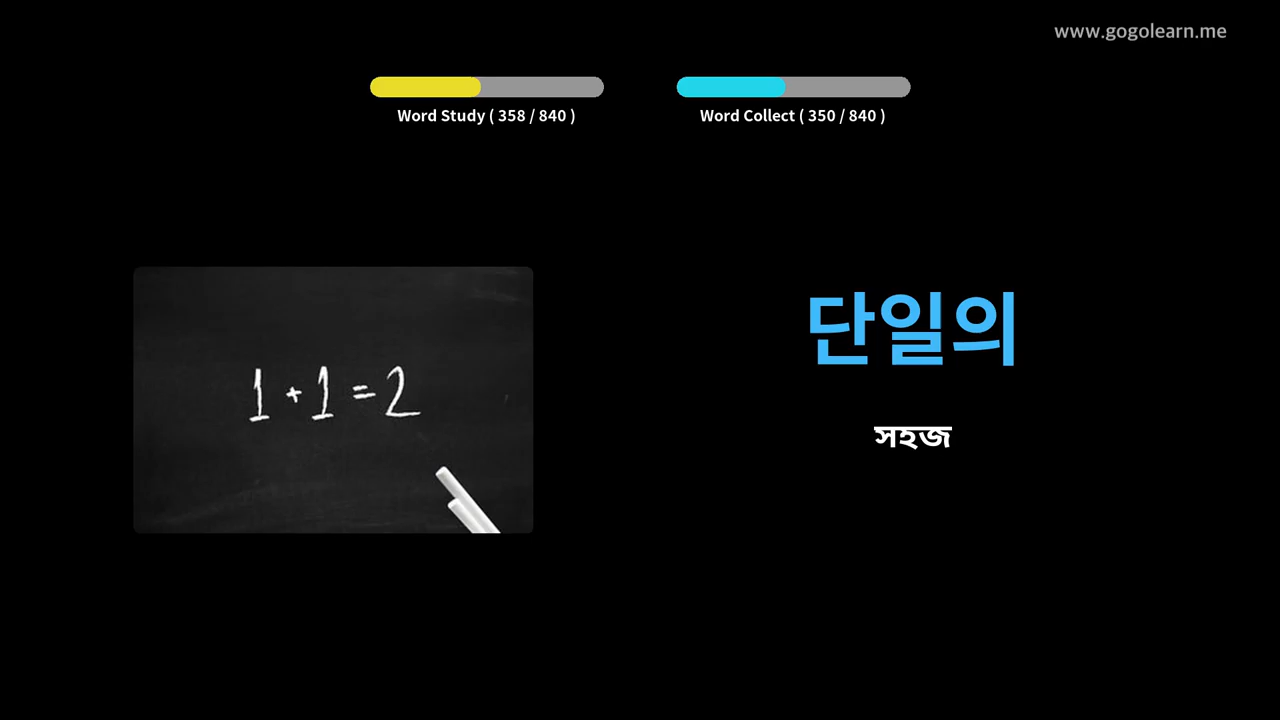 www.gogolearn.me
Word Study ( 358 / 840 )
Word Collect ( 350 / 840 )
1 + 1 = 2
단일의
সহজ